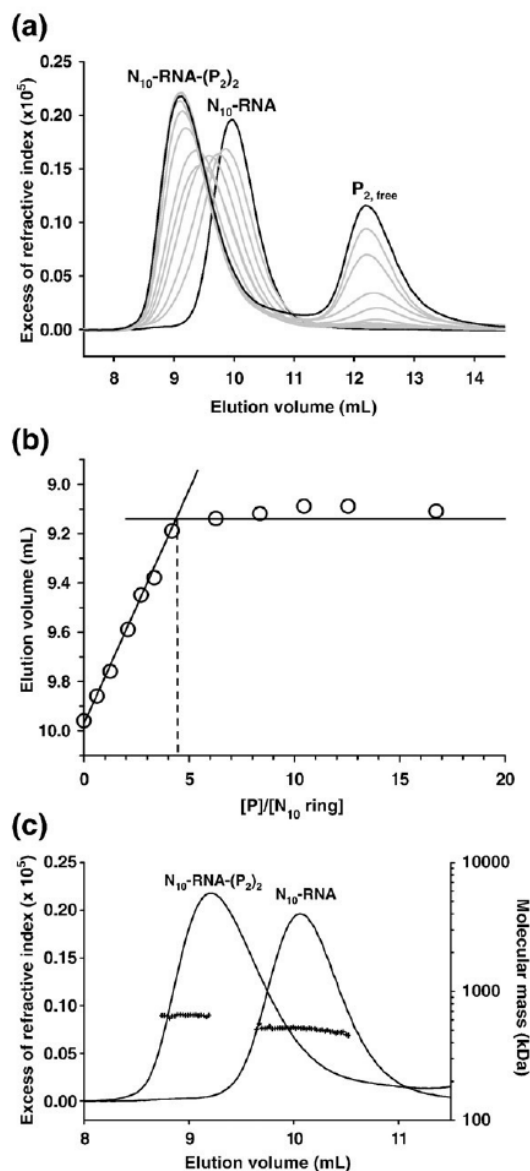 (a)
N10-RNA-(P2)2
N10-RNA
P2, free
Excess of refractive index (x10⁵)
0.25
0.20
0.15
0.10
0.05
0.00
8 9 10 11 12 13 14
Elution volume (mL)
(b)
Elution volume (mL)
9.0
9.2
9.4
9.6
9.8
10.0
0 5 10 15 20
[P]/[N10 ring]
(c)
N10-RNA-(P2)2
N10-RNA
Excess of refractive index (x 10⁵)
0.25
0.20
0.15
0.10
0.05
0.00
10000
1000
100
Molecular mass (kDa)
8 9 10 11
Elution volume (mL)